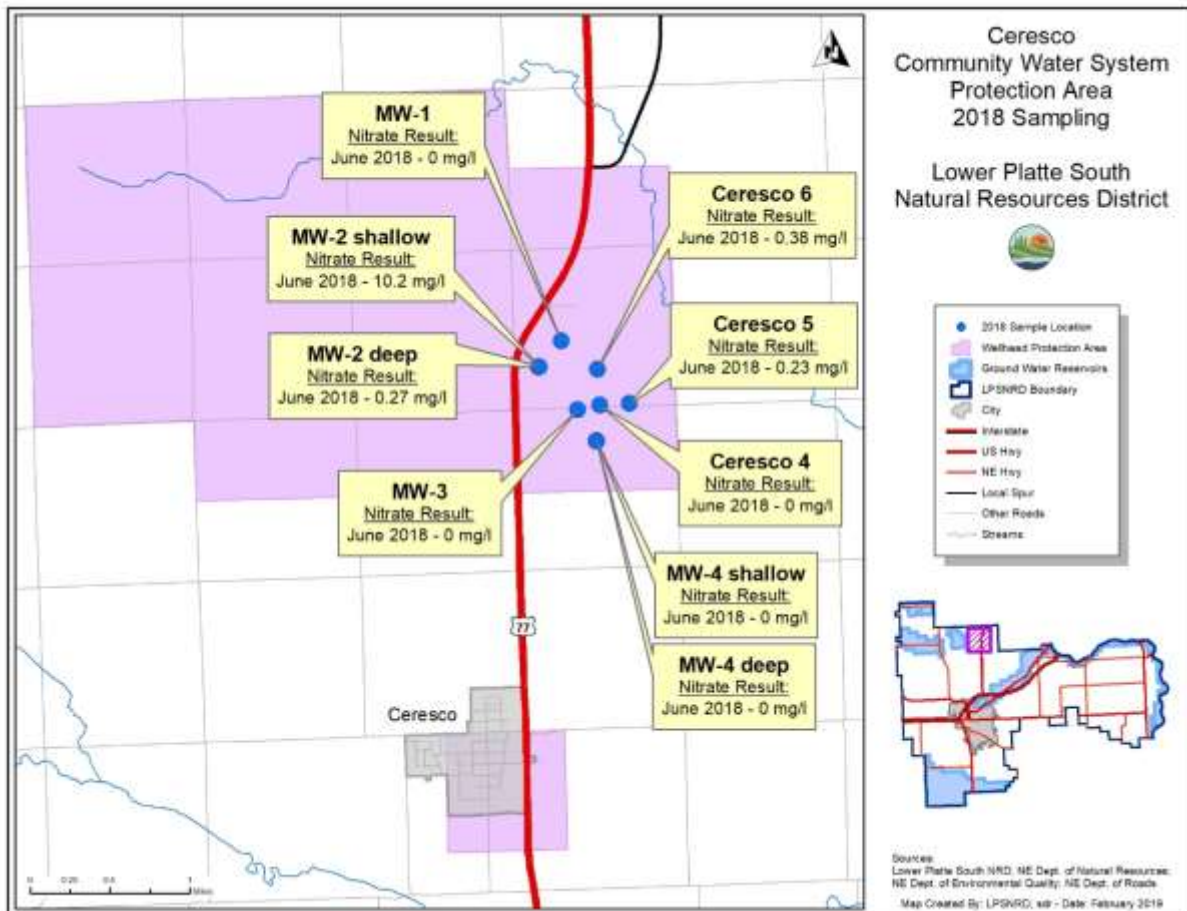 Ceresco
Community Water System
Protection Area
2018 Sampling
Lower Platte South
Natural Resources District
N
MW-1
Nitrate Result:
June 2018 - 0 mg/l
MW-2 shallow
Nitrate Result:
June 2018 - 10.2 mg/l
MW-2 deep
Nitrate Result:
June 2018 - 0.27 mg/l
MW-3
Nitrate Result:
June 2018 - 0 mg/l
Ceresco 6
Nitrate Result:
June 2018 - 0.38 mg/l
Ceresco 5
Nitrate Result:
June 2018 - 0.23 mg/l
Ceresco 4
Nitrate Result:
June 2018 - 0 mg/l
MW-4 shallow
Nitrate Result:
June 2018 - 0 mg/l
MW-4 deep
Nitrate Result:
June 2018 - 0 mg/l
77
Ceresco
0 0.25 0.5 1
Miles
2018 Sample Location
Wellhead Protection Area
Ground Water Reservoirs
LPSNRD Boundary
City
Interstate
US Hwy
NE Hwy
Local Spur
Other Roads
Streams
Sources:
Lower Platte South NRD; NE Dept. of Natural Resources;
NE Dept. of Environmental Quality; NE Dept. of Roads
Map Created By: LPSNRD; sdr - Date: February 2019